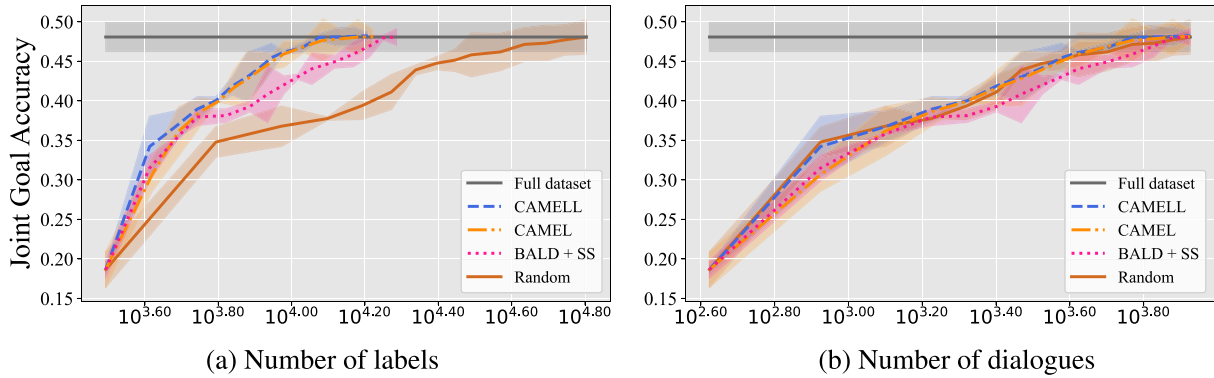 Joint Goal Accuracy
0.50
0.45
0.40
0.35
0.30
0.25
0.20
0.15
Full dataset
CAMELL
CAMEL
BALD + SS
Random
10^3.60 10^3.80 10^4.00 10^4.20 10^4.40 10^4.60 10^4.80
(a) Number of labels
0.50
0.45
0.40
0.35
0.30
0.25
0.20
0.15
Full dataset
CAMELL
CAMEL
BALD + SS
Random
10^2.60 10^2.80 10^3.00 10^3.20 10^3.40 10^3.60 10^3.80
(b) Number of dialogues